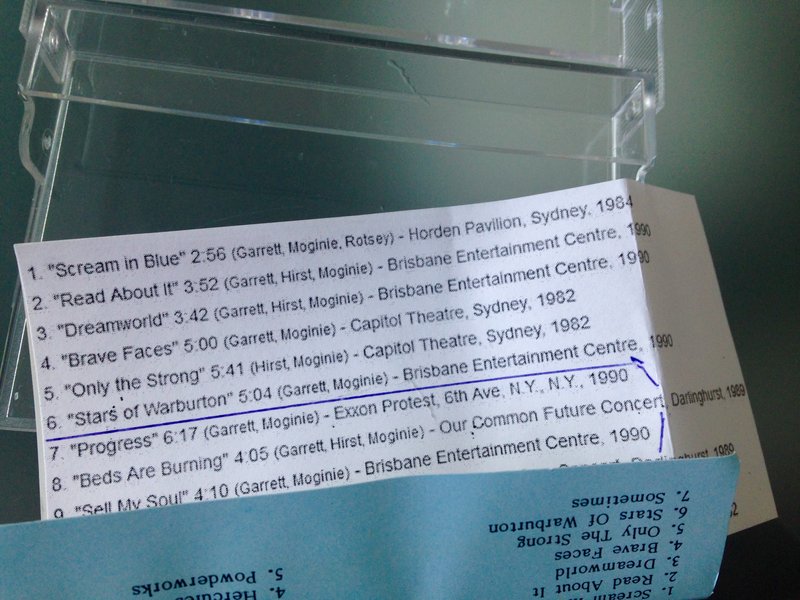 1. "Scream in Blue" 2:56 (Garrett, Moginie, Rotsey) - Horden Pavilion, Sydney, 1984
2. "Read About It" 3:52 (Garrett, Hirst, Moginie) - Brisbane Entertainment Centre, 1990
3. "Dreamworld" 3:42 (Garrett, Hirst, Moginie) - Brisbane Entertainment Centre, 1990
4. "Brave Faces" 5:00 (Garrett, Moginie) - Capitol Theatre, Sydney, 1982
5. "Only the Strong" 5:41 (Hirst, Moginie) - Capitol Theatre, Sydney, 1982
6. "Stars of Warburton" 5:04 (Garrett, Moginie) - Brisbane Entertainment Centre, 1990
7. "Progress" 6:17 (Garrett, Moginie) - Exxon Protest, 6th Ave, N.Y., N.Y., 1990
8. "Beds Are Burning" 4:05 (Garrett, Hirst, Moginie) - Our Common Future Concert, Darlinghurst, 1989
9. "Sell My Soul" 4:10 (Garrett, Moginie) - Brisbane Entertainment Centre, 1990
Darlinghurst, 1989
1. Scream
2. Read About It
3. Dreamworld
4. Brave Faces
5. Only The Strong
6. Stars Of Warburton
7. Sometimes
4. Hercules
5. Powderworks